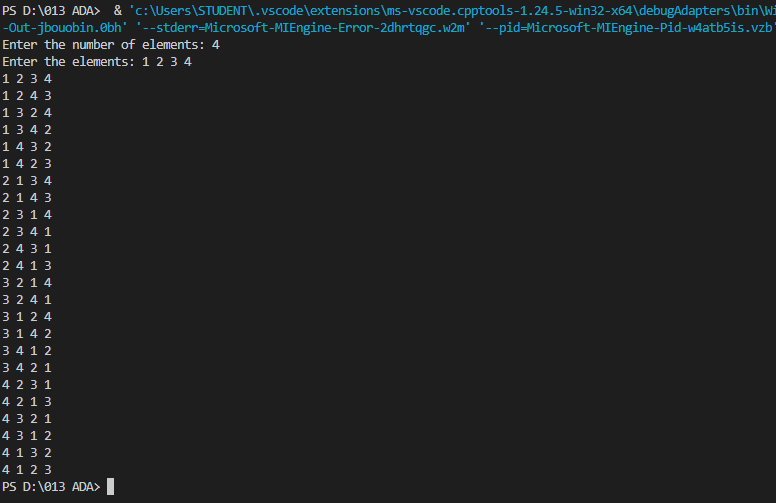 PS D:\013 ADA>  & 'c:\Users\STUDENT\.vscode\extensions\ms-vscode.cpptools-1.24.5-win32-x64\debugAdapters\bin\Wi
-Out-jbouobin.0bh' '--stderr=Microsoft-MIEngine-Error-2dhrtqgc.w2m' '--pid=Microsoft-MIEngine-Pid-w4atb5is.vzb'
Enter the number of elements: 4
Enter the elements: 1 2 3 4
1 2 3 4
1 2 4 3
1 3 2 4
1 3 4 2
1 4 3 2
1 4 2 3
2 1 3 4
2 1 4 3
2 3 1 4
2 3 4 1
2 4 3 1
2 4 1 3
3 2 1 4
3 2 4 1
3 1 2 4
3 1 4 2
3 4 1 2
3 4 2 1
4 2 3 1
4 2 1 3
4 3 2 1
4 3 1 2
4 1 3 2
4 1 2 3
PS D:\013 ADA>